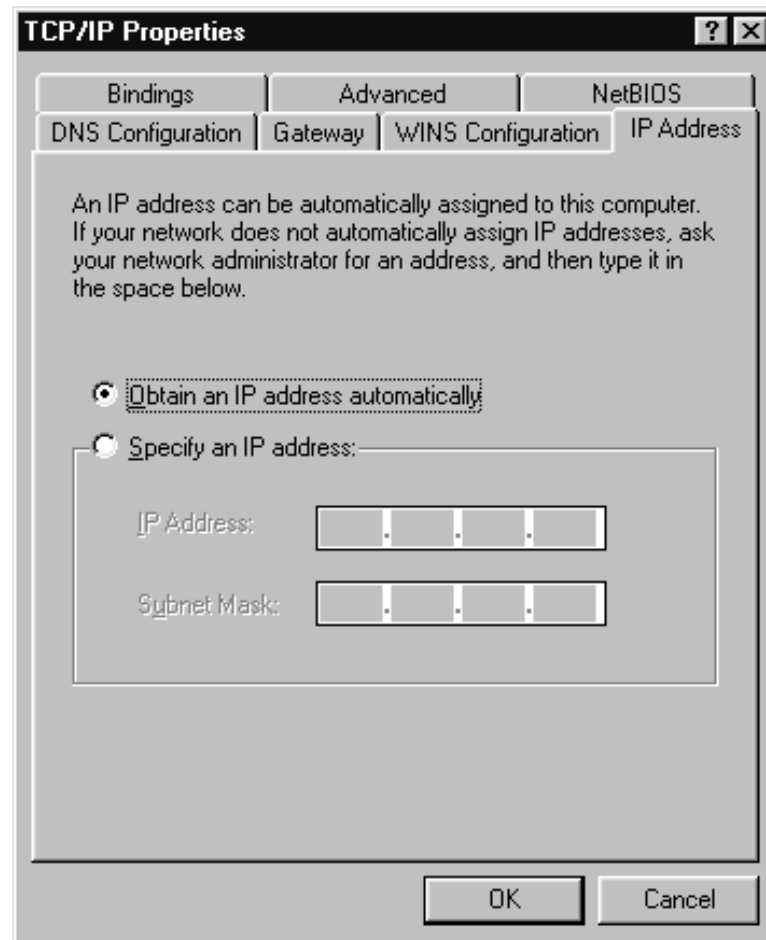 TCP/IP Properties
Bindings
Advanced
NetBIOS
DNS Configuration
Gateway
WINS Configuration
IP Address
An IP address can be automatically assigned to this computer.
If your network does not automatically assign IP addresses, ask
your network administrator for an address, and then type it in
the space below.
Obtain an IP address automatically
Specify an IP address:
IP Address:
. . .
Subnet Mask:
. . .
OK
Cancel